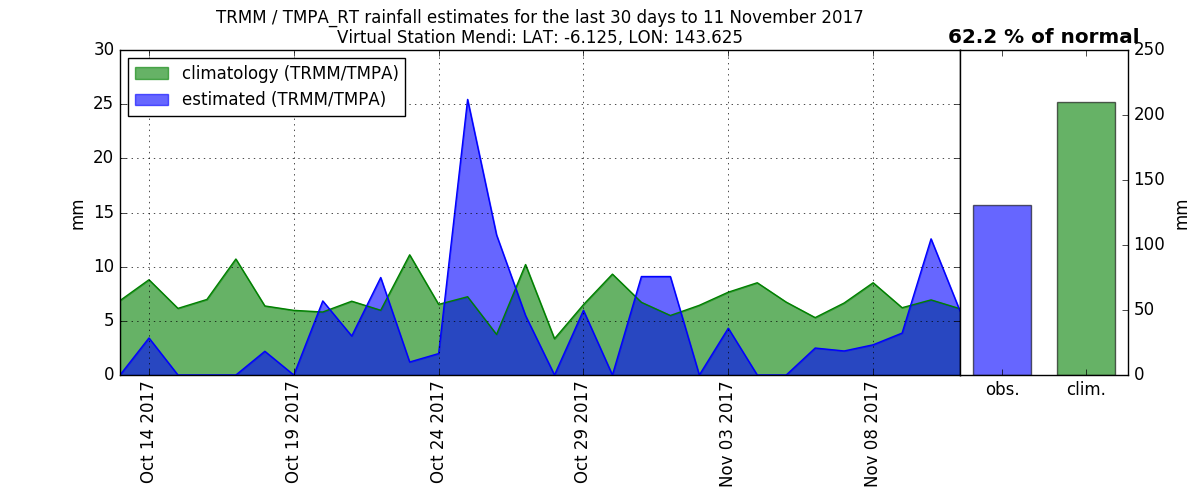 TRMM / TMPA_RT rainfall estimates for the last 30 days to 11 November 2017
Virtual Station Mendi: LAT: -6.125, LON: 143.625
62.2 % of normal
climatology (TRMM/TMPA)
estimated (TRMM/TMPA)
mm
30
25
20
15
10
5
0
Oct 14 2017
Oct 19 2017
Oct 24 2017
Oct 29 2017
Nov 03 2017
Nov 08 2017
250
200
150
100
50
0
mm
obs.
clim.